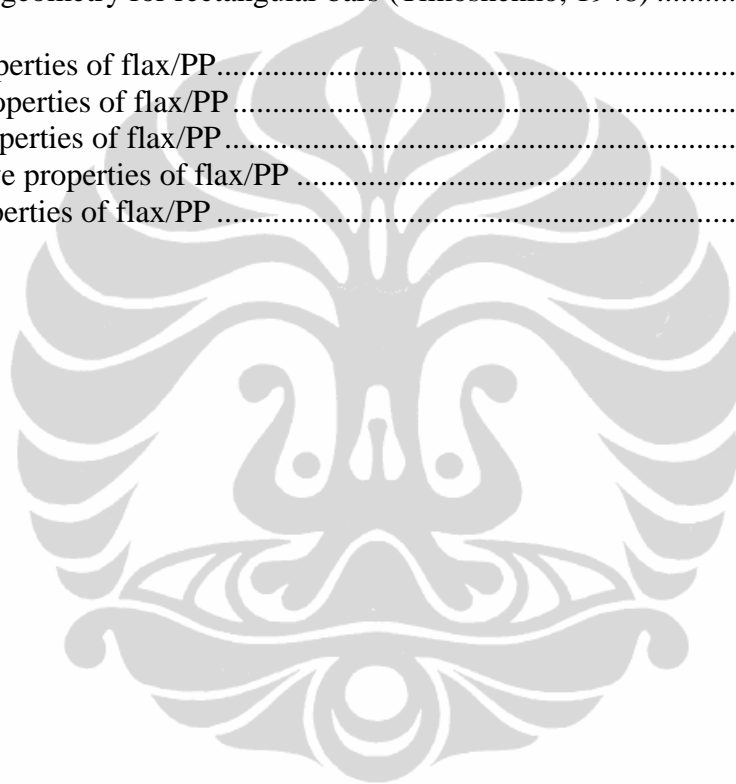 geometry for rectangular bars (Timoshenko, ..........
perties of flax/PP..........................................................................
operties of flax/PP........................................................................
perties of flax/PP.........................................................................
ve properties of flax/PP ...............................................................
perties of flax/PP ..........................................................................